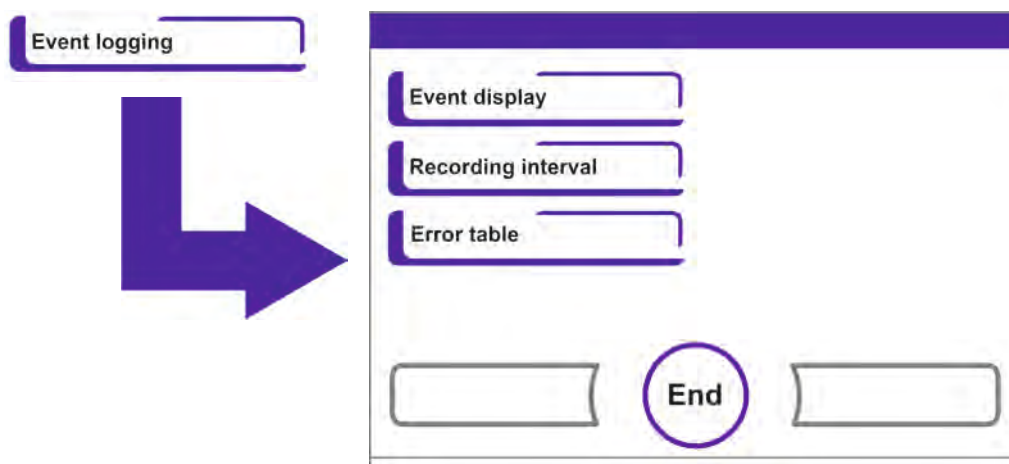 Event logging
Event display
Recording interval
Error table
End